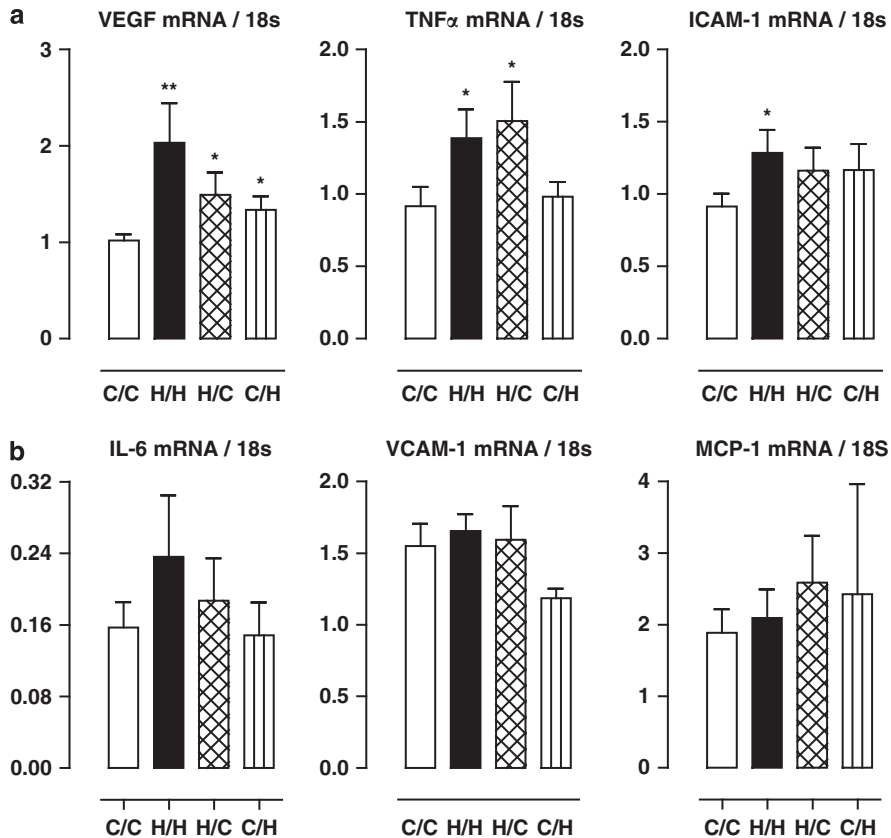 a
VEGF mRNA / 18s
3
2
1
0
**
*
*
C/C H/H H/C C/H
TNFα mRNA / 18s
2.0
1.5
1.0
0.5
0.0
*
*
C/C H/H H/C C/H
ICAM-1 mRNA / 18s
2.0
1.5
1.0
0.5
0.0
*
C/C H/H H/C C/H
b
IL-6 mRNA / 18s
0.32
0.24
0.16
0.08
0.00
C/C H/H H/C C/H
VCAM-1 mRNA / 18s
2.0
1.5
1.0
0.5
0.0
C/C H/H H/C C/H
MCP-1 mRNA / 18S
4
3
2
1
0
C/C H/H H/C C/H